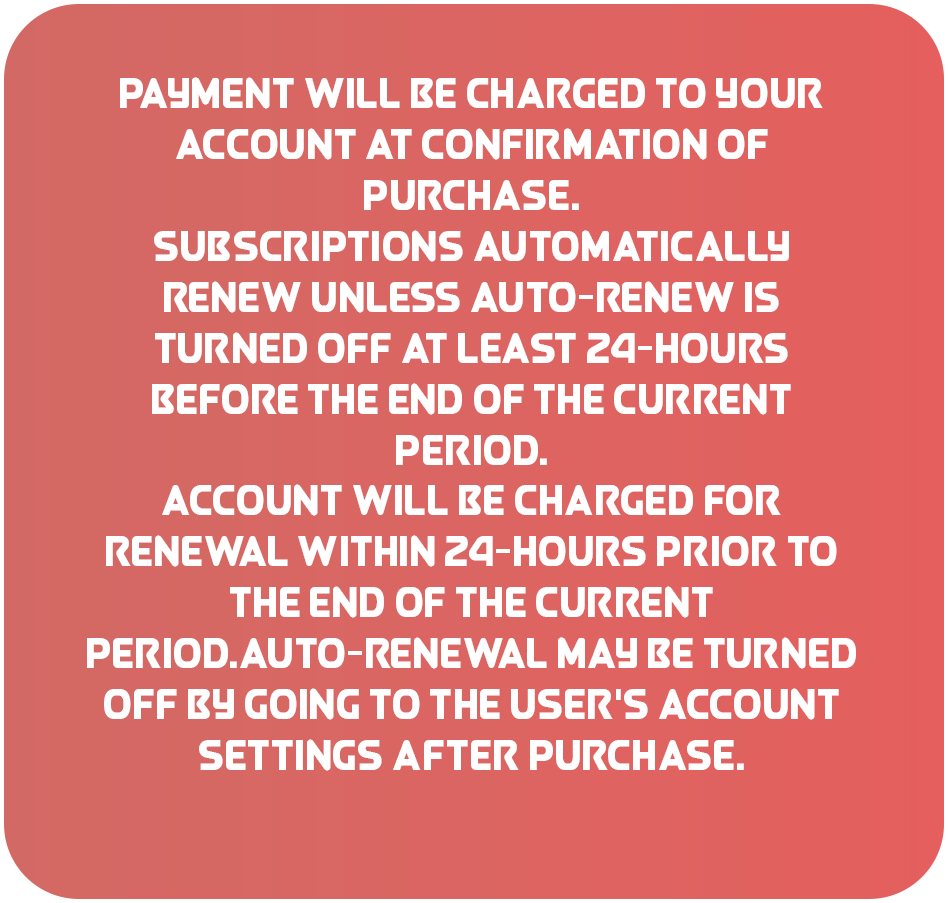 PAYMENT WILL BE CHARGED TO YOUR
ACCOUNT AT CONFIRMATION OF
PURCHASE.
SUBSCRIPTIONS AUTOMATICALLY
RENEW UNLESS AUTO-RENEW IS
TURNED OFF AT LEAST 24-HOURS
BEFORE THE END OF THE CURRENT
PERIOD.
ACCOUNT WILL BE CHARGED FOR
RENEWAL WITHIN 24-HOURS PRIOR TO
THE END OF THE CURRENT
PERIOD.AUTO-RENEWAL MAY BE TURNED
OFF BY GOING TO THE USER'S ACCOUNT
SETTINGS AFTER PURCHASE.